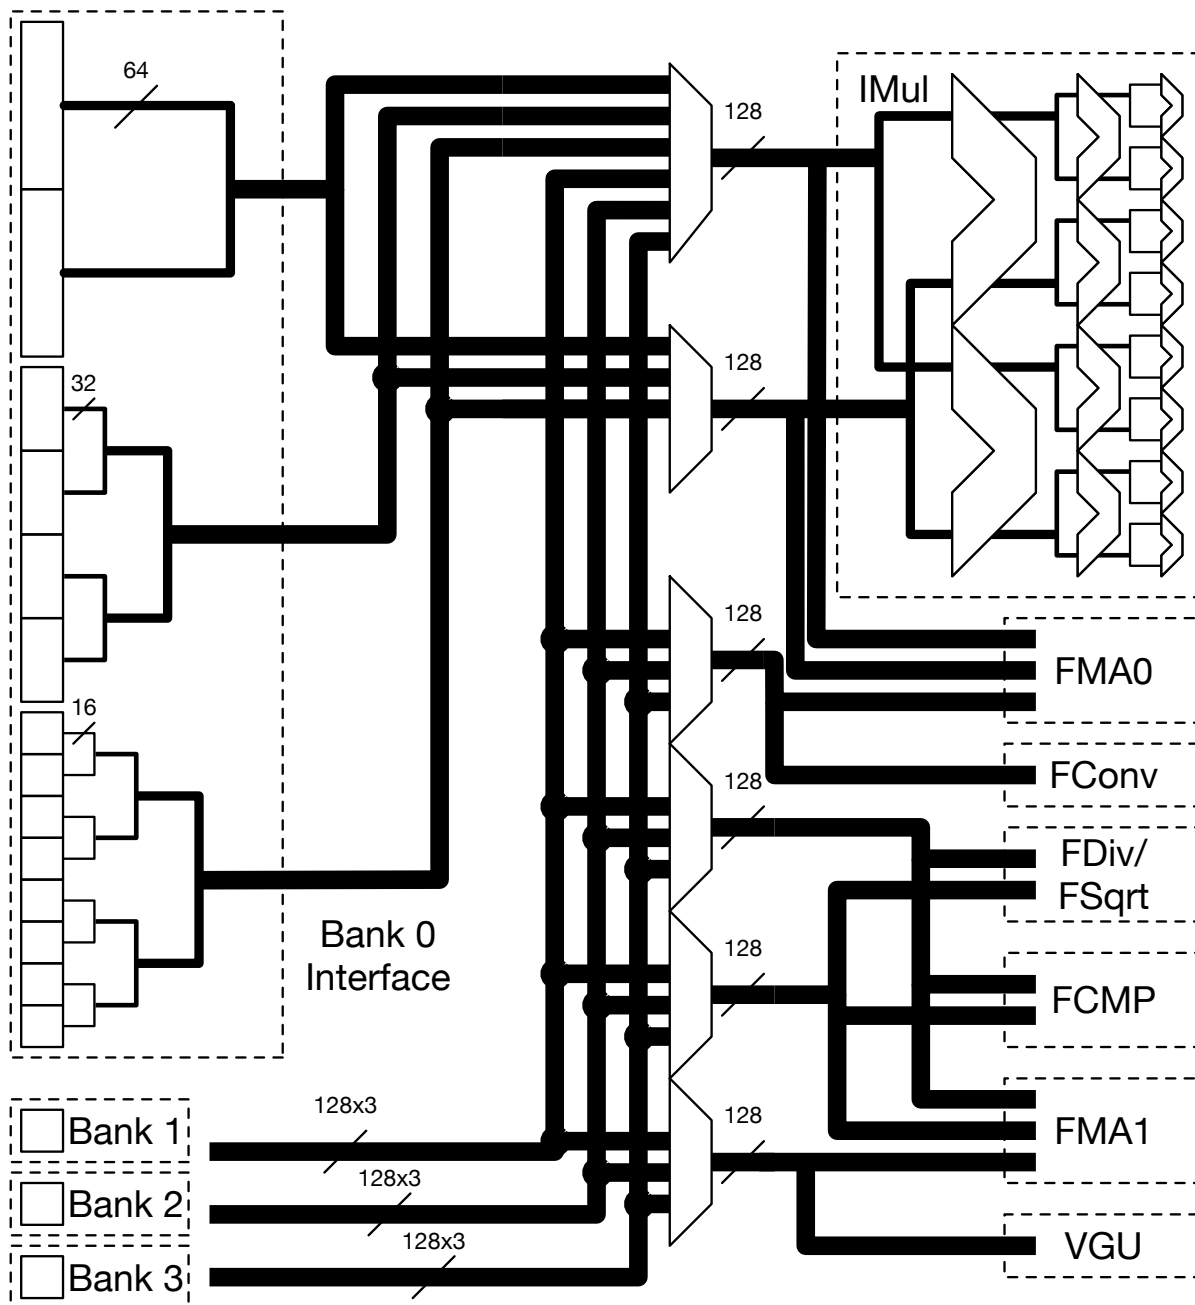 64
128
IMul
128
32
128
FMA0
16
128
FConv
FDiv/
FSqrt
Bank 0
Interface
128
FCMP
128x3
128
Bank 1
FMA1
128x3
Bank 2
128x3
VGU
Bank 3